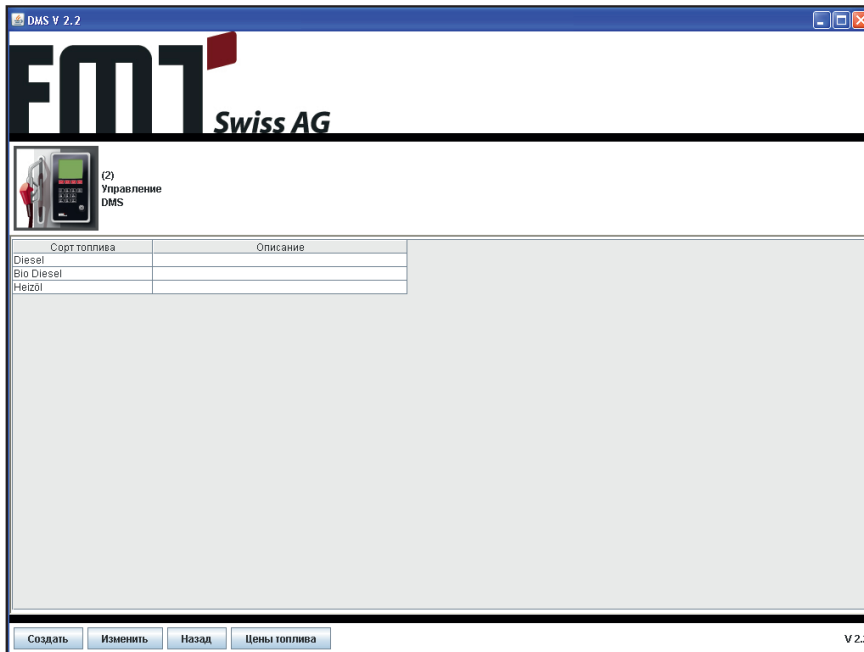 DMS V 2.2
FMT
Swiss AG
(2)
Управление
DMS
Сорт топлива Описание
Diesel
Bio Diesel
Heizöl
Создать Изменить Назад Цены топлива